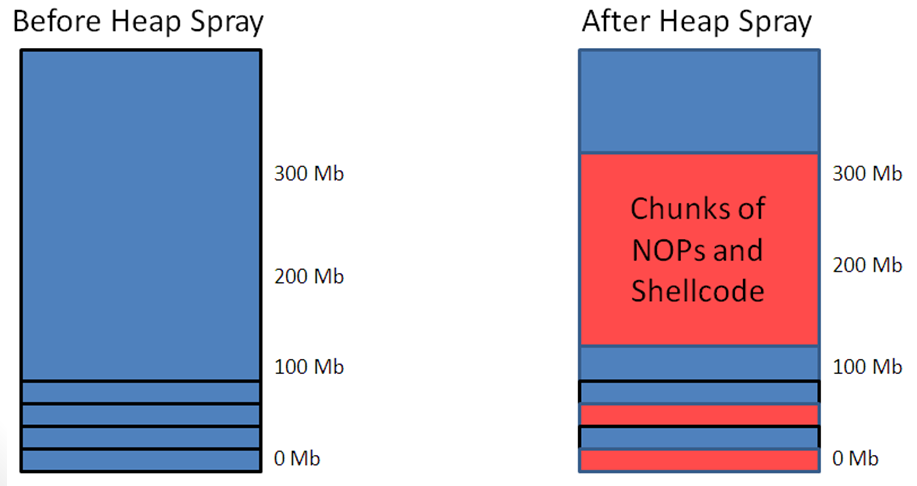 Before Heap Spray
300 Mb
200 Mb
100 Mb
0 Mb
After Heap Spray
Chunks of
NOPs and
Shellcode
300 Mb
200 Mb
100 Mb
0 Mb